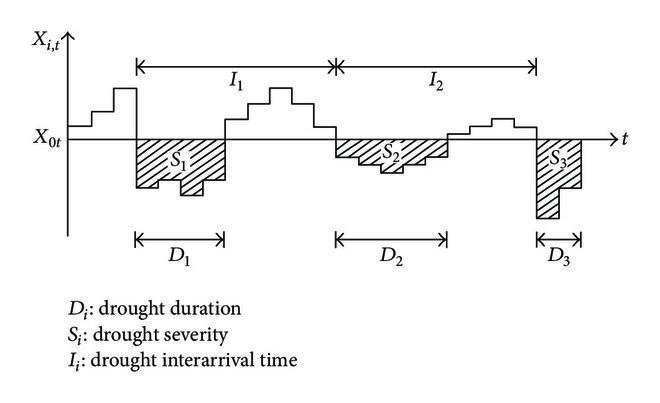 X_{i,t}
I_1
I_2
X_{0t}
t
S_1
S_2
S_3
D_1
D_2
D_3
D_i: drought duration
S_i: drought severity
I_i: drought interarrival time